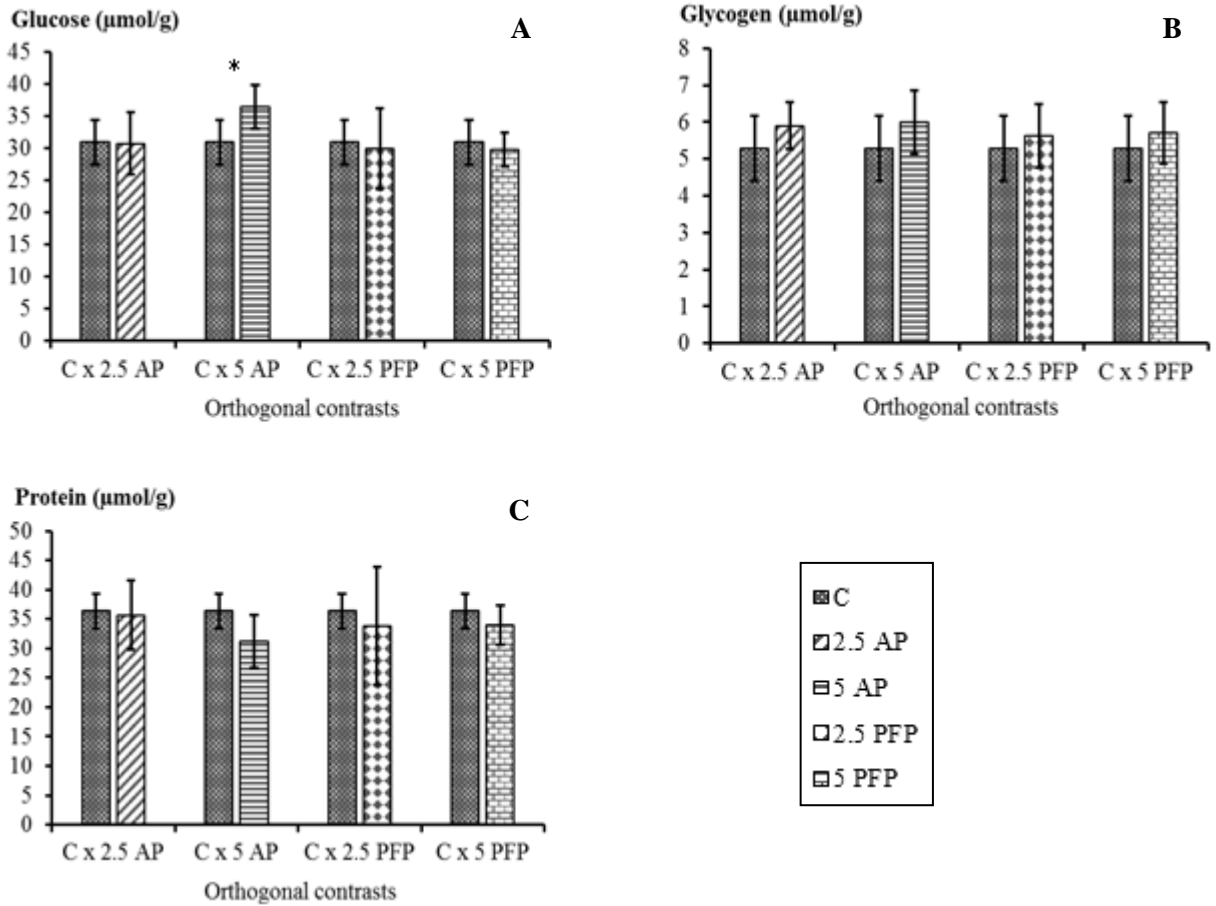 Glucose (µmol/g)
A
*
45
40
35
30
25
20
15
10
5
0
C x 2.5 AP C x 5 AP C x 2.5 PFP C x 5 PFP
Orthogonal contrasts
Glycogen (µmol/g)
B
8
7
6
5
4
3
2
1
0
C x 2.5 AP C x 5 AP C x 2.5 PFP C x 5 PFP
Orthogonal contrasts
Protein (µmol/g)
C
50
45
40
35
30
25
20
15
10
5
0
C x 2.5 AP C x 5 AP C x 2.5 PFP C x 5 PFP
Orthogonal contrasts
C
2.5 AP
5 AP
2.5 PFP
5 PFP